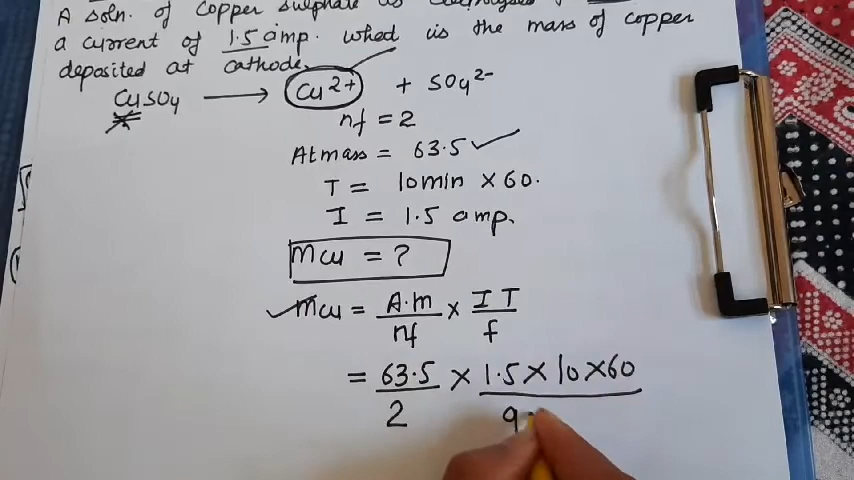 A soln. of Copper Sulphate is
a current of 1.5 amp. what is the mass of copper
deposited at cathode.
CuSO4 → Cu2+ + SO4 2-
nf = 2
At mass = 63.5
T = 10min × 60.
I = 1.5 amp.
Mcu = ?
Mcu = A.m/nf × I T/f
= 63.5/2 × 1.5 × 10 × 60/9